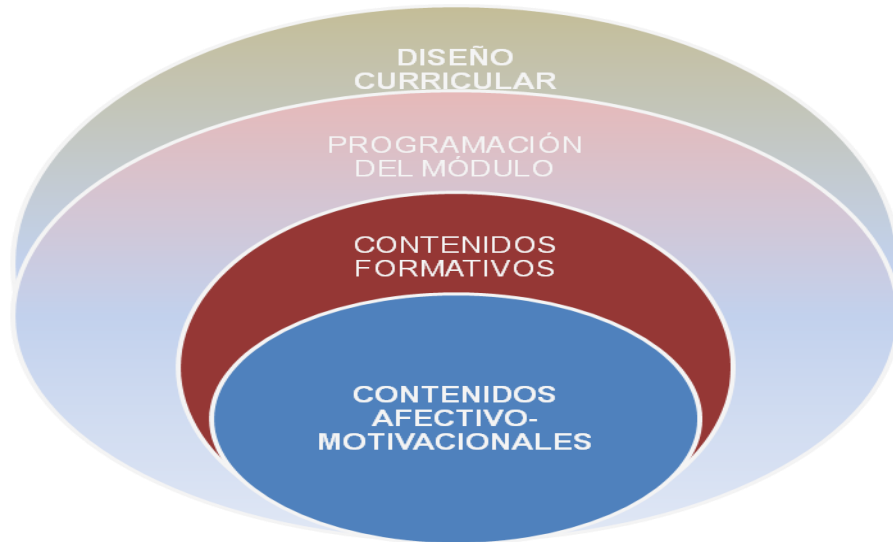 DISEÑO
CURRICULAR
PROGRAMACIÓN
DEL MÓDULO
CONTENIDOS
FORMATIVOS
CONTENIDOS
AFECTIVO-
MOTIVACIONALES